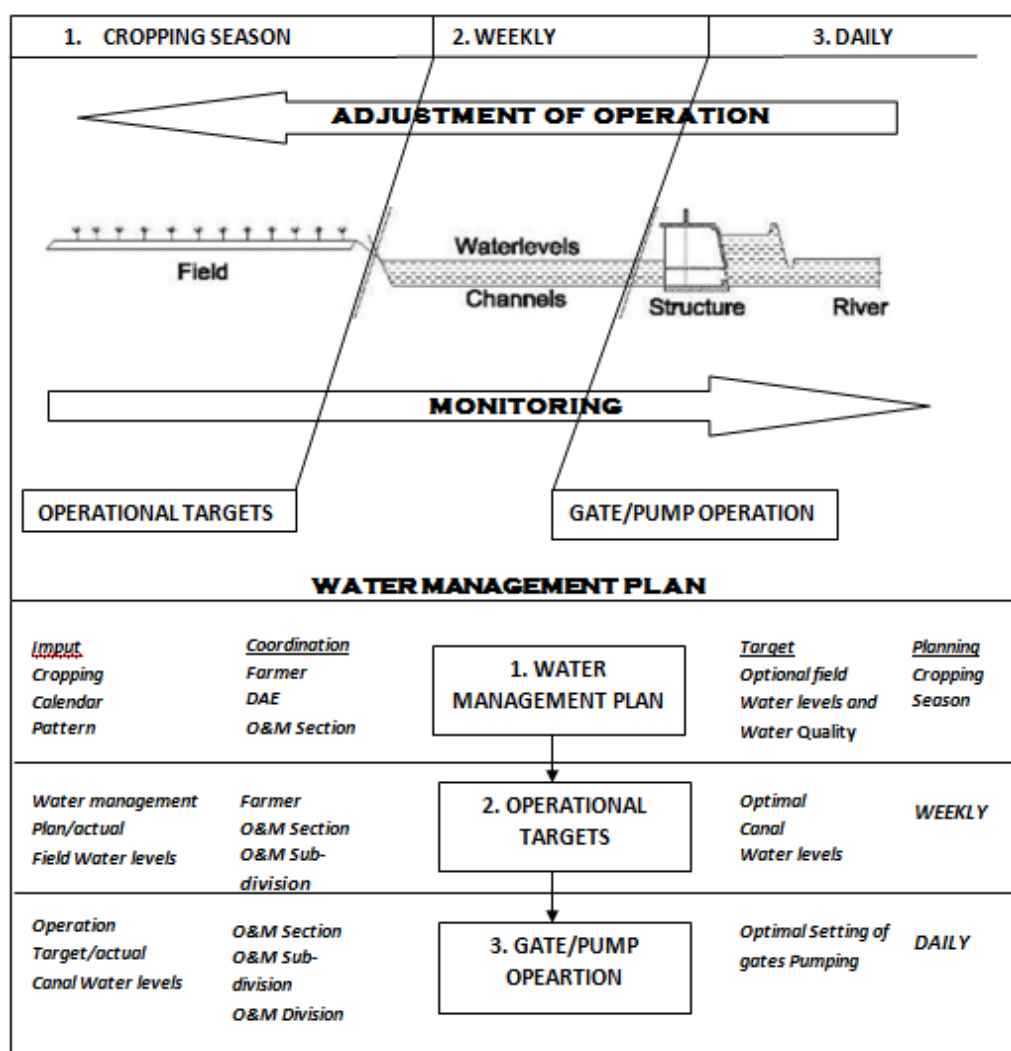 1. CROPPING SEASON
2. WEEKLY
3. DAILY
ADJUSTMENT OF OPERATION
Field
Waterlevels
Channels
Structure
River
MONITORING
OPERATIONAL TARGETS
GATE/PUMP OPERATION
WATER MANAGEMENT PLAN
Imput
Cropping
Calendar
Pattern
Coordination
Farmer
DAE
O&M Section
1. WATER
MANAGEMENT PLAN
Target
Optional field
Water levels and
Water Quality
Planning
Cropping
Season
Water management
Plan/actual
Field Water levels
Farmer
O&M Section
O&M Sub-
division
2. OPERATIONAL
TARGETS
Optimal
Canal
Water levels
WEEKLY
Operation
Target/actual
Canal Water levels
O&M Section
O&M Sub-
division
O&M Division
3. GATE/PUMP
OPEARTION
Optimal Setting of
gates Pumping
DAILY